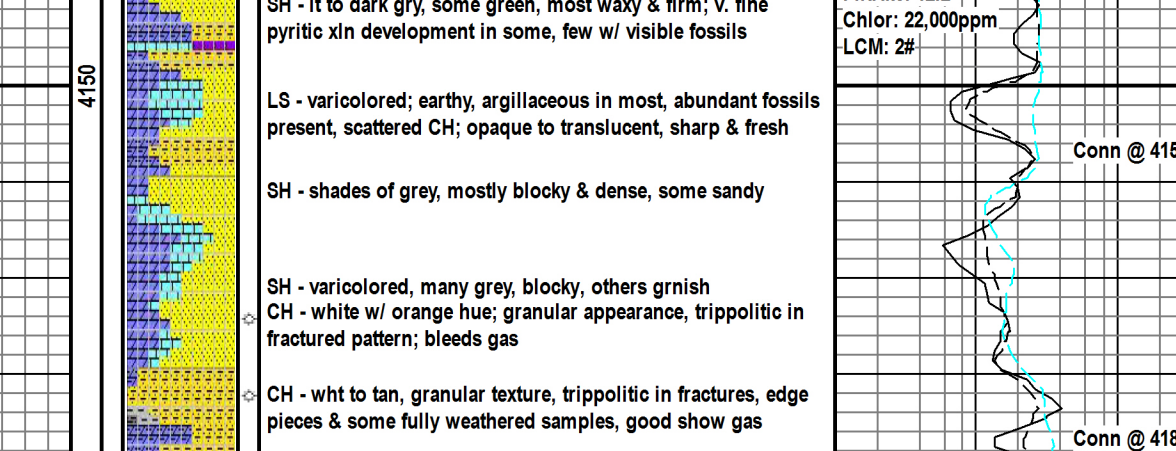 SH - lt to dark gry, some green, most waxy & firm; v. fine
pyritic xln development in some, few w/ visible fossils
Chlor: 22,000ppm
LCM: 2#
4150
LS - varicolored; earthy, argillaceous in most, abundant fossils
present, scattered CH; opaque to translucent, sharp & fresh
Conn @ 415
SH - shades of grey, mostly blocky & dense, some sandy
SH - varicolored, many grey, blocky, others grnish
CH - white w/ orange hue; granular appearance, trippolitic in
fractured pattern; bleeds gas
CH - wht to tan, granular texture, trippolitic in fractures, edge
pieces & some fully weathered samples, good show gas
Conn @ 418